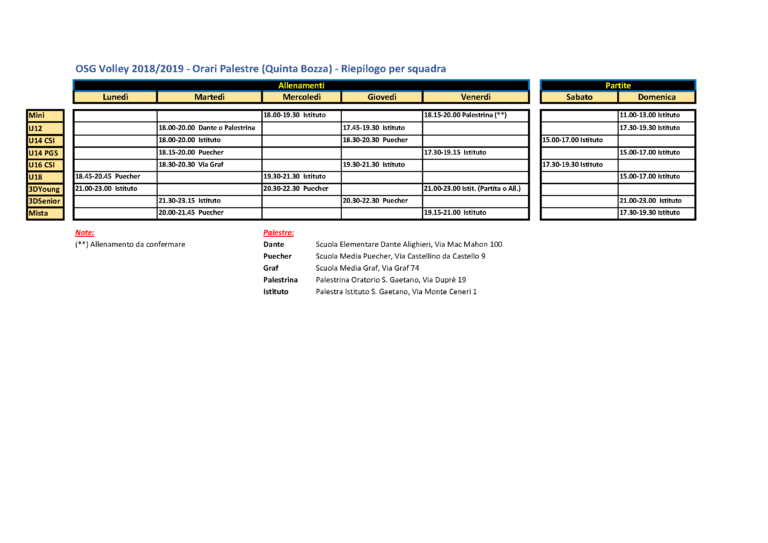 OSG Volley 2018/2019 - Orari Palestre (Quinta Bozza) - Riepilogo per squadra
Allenamenti Partite
Lunedì Martedì Mercoledì Giovedì Venerdì Sabato Domenica
Mini 18.00-19.30 Istituto 18.15-20.00 Palestrina (**) 11.00-13.00 Istituto
U12 18.00-20.00 Dante o Palestrina 17.45-19.30 Istituto 17.30-19.30 Istituto
U14 CSI 18.00-20.00 Istituto 18.30-20.30 Puecher 15.00-17.00 Istituto
U14 PGS 18.15-20.00 Puecher 17.30-19.15 Istituto 15.00-17.00 Istituto
U16 CSI 18.30-20.30 Via Graf 19.30-21.30 Istituto 17.30-19.30 Istituto
U18 18.45-20.45 Puecher 19.30-21.30 Istituto 15.00-17.00 Istituto
3DYoung 21.00-23.00 Istituto 20.30-22.30 Puecher 21.00-23.00 Istit. (Partita o All.)
3DSenior 21.30-23.15 Istituto 20.30-22.30 Puecher 21.00-23.00 Istituto
Mista 20.00-21.45 Puecher 19.15-21.00 Istituto 17.30-19.30 Istituto
Note: Palestre:
(**) Allenamento da confermare Dante Scuola Elementare Dante Alighieri, Via Mac Mahon 100
Puecher Scuola Media Puecher, Via Castellino da Castello 9
Graf Scuola Media Graf, Via Graf 74
Palestrina Palestrina Oratorio S. Gaetano, Via Duprè 19
Istituto Palestra Istituto S. Gaetano, Via Monte Ceneri 1